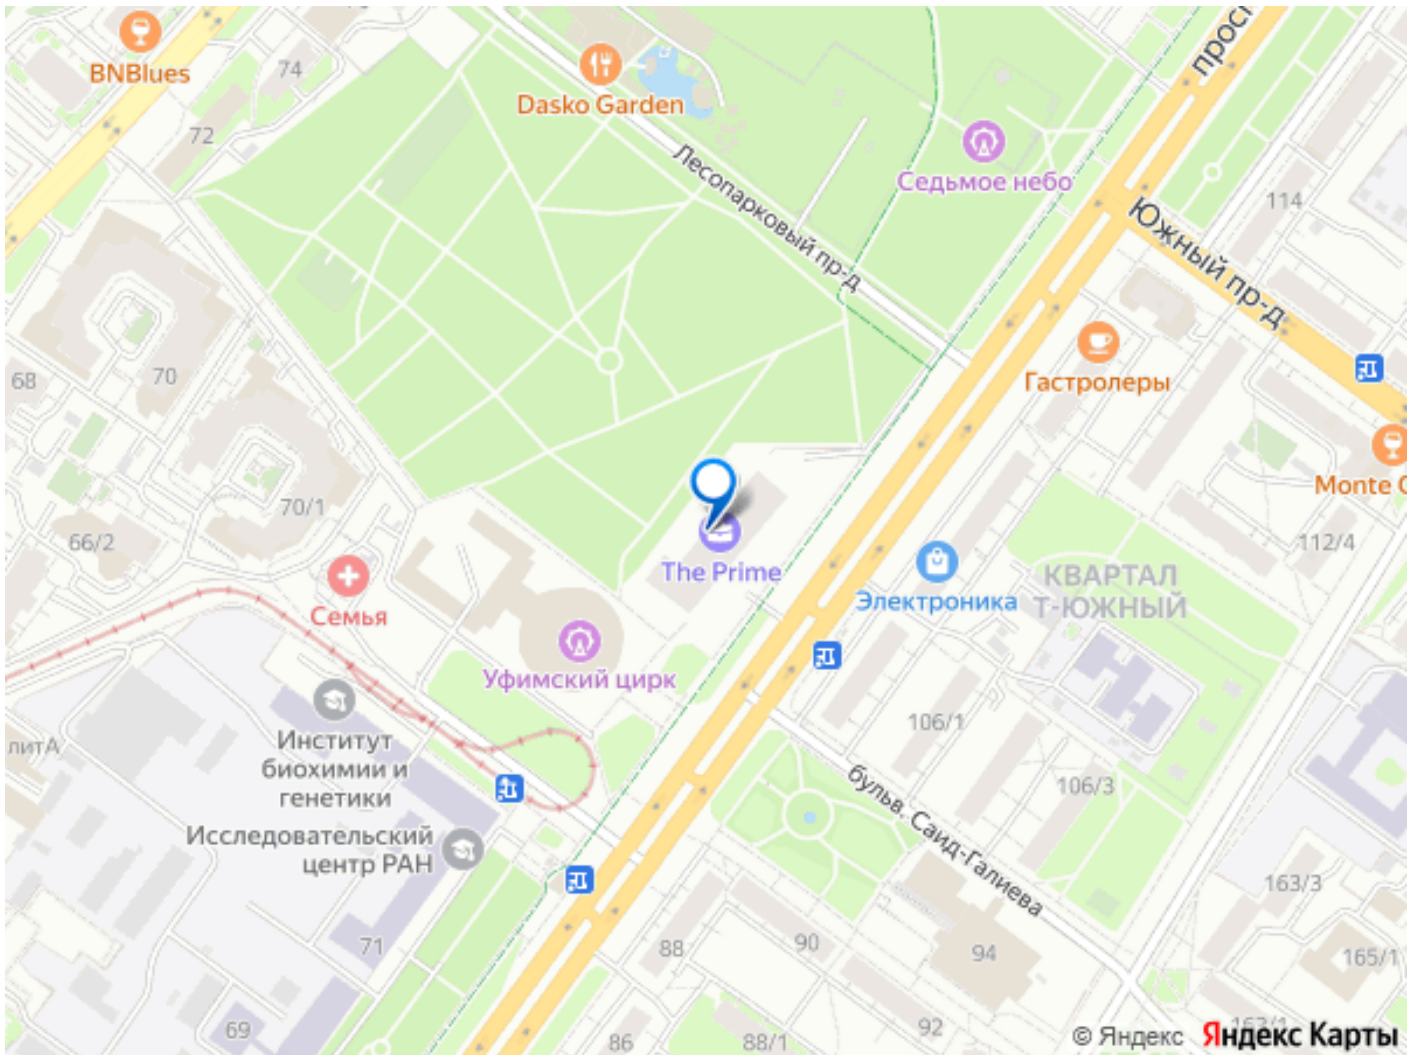 BNBlues
74
72
Dasko Garden
прос
Седьмое небо
Лесопарковый пр-д
114
Южный пр-д
Гастролеры
68
70
Monte
70/1
66/2
112/4
The Prime
Электроника
КВАРТАЛ
Т-ЮЖНЫЙ
Семья
Уфимский цирк
106/1
литА
Институт
биохимии и
генетики
106/3
бульв. Саид-Галиева
Исследовательский
центр РАН
163/3
71
88
90
94
165/1
69
86
88/1
92
163/1
© Яндекс Яндекс Карты